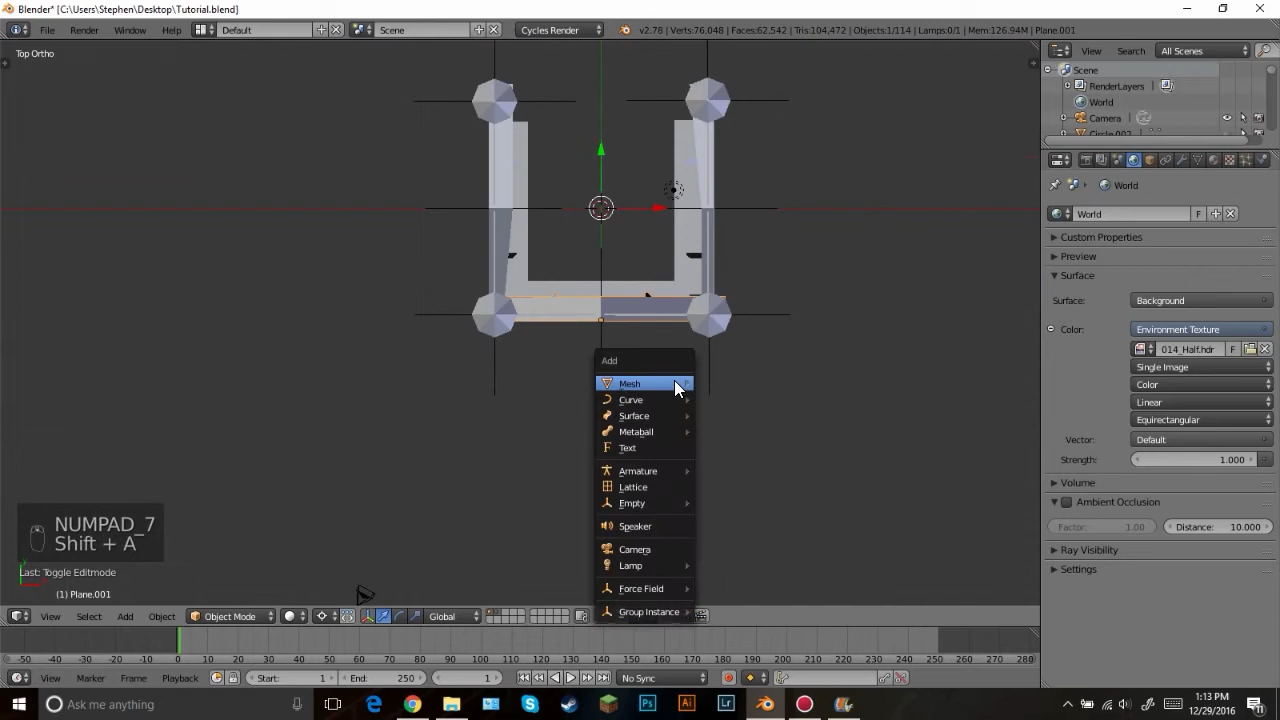 Blender* [C:\Users\Stephen\Desktop\Tutorial.blend]
File Render Window Help Default Scene Cycles Render v2.78 | Verts:76,048 | Faces:62,542 | Tris:104,472 | Objects:1/114 | Lamps:0/1 | Mem:126.94M | Plane.001
Top Ortho
View Search All Scenes
Scene
RenderLayers
World
Camera
Circle.002
World
World F
Custom Properties
Preview
Surface
Surface: Background
Color: Environment Texture
014_Half.hdr F
Single Image
Color
Linear
Equirectangular
Vector: Default
Strength: 1.000
Volume
Ambient Occlusion
Factor: 1.00 Distance: 10.000
Ray Visibility
Settings
Add
Mesh
Curve
Surface
Metaball
Text
Armature
Lattice
Empty
Speaker
Camera
Lamp
Force Field
Group Instance
NUMPAD_7
Shift + A
Last: Toggle Editmode
(1) Plane.001
View Select Add Object Object Mode Global
-50 -40 -30 -20 -10 0 10 20 30 40 50 60 70 80 90 100 110 120 130 140 150 160 170 180 190 200 210 220 230 240 250 260 270 280
View Marker Frame Playback Start: 1 End: 250 1 No Sync
Ask me anything
1:13 PM
12/29/2016